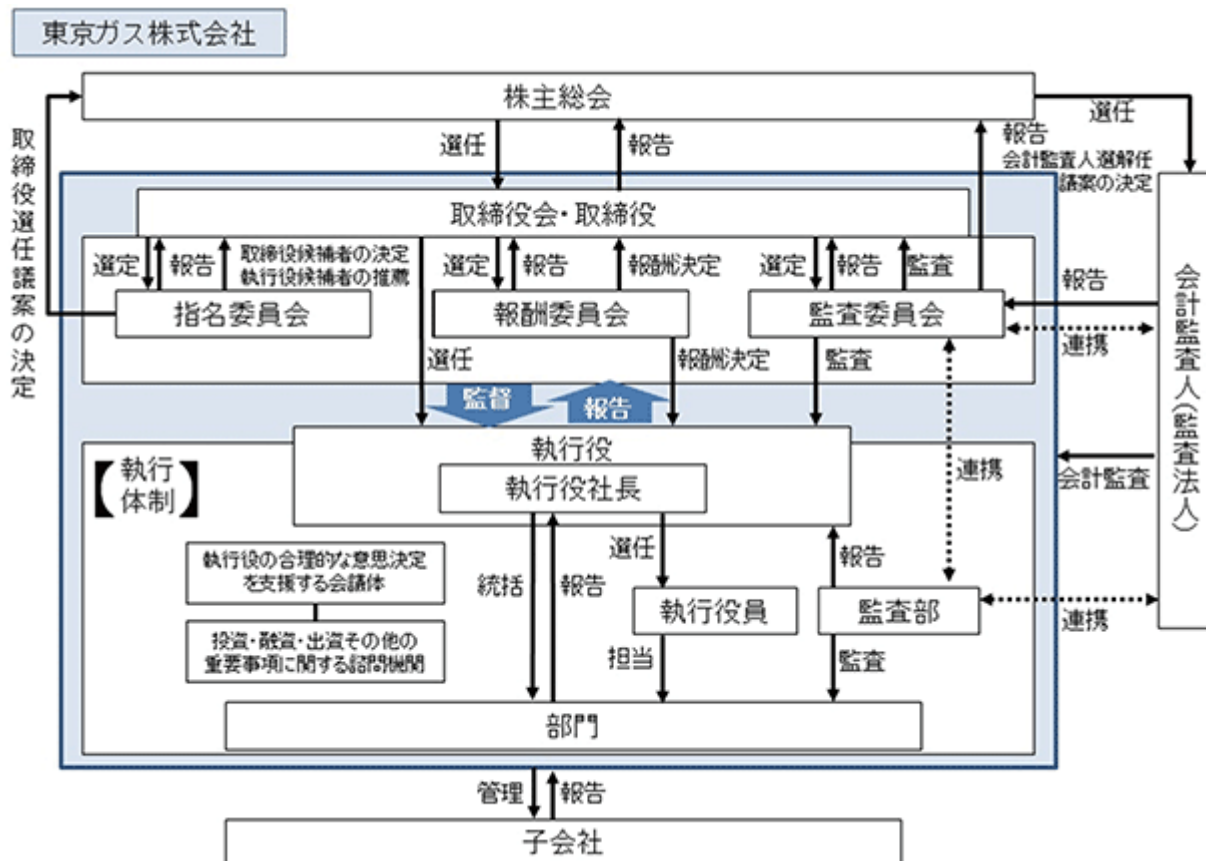 東京ガス株式会社
株主総会
選任
取締役選任議案の決定
選任
報告
報告
会計監査人選解任
議案の決定
取締役会・取締役
選定
報告
取締役候補者の決定
執行役候補者の推薦
選定
報告
報酬決定
選定
報告
監査
指名委員会
報酬委員会
監査委員会
報告
連携
会計監査人(監査法人)
選任
報酬決定
監査
監督
報告
執行役
執行役社長
【執行
体制】
連携
会計監査
執行役の合理的な意思決定
を支援する会議体
統括
報告
選任
報告
執行役員
監査部
連携
投資・融資・出資その他の
重要事項に関する諮問機関
担当
監査
部門
管理
報告
子会社